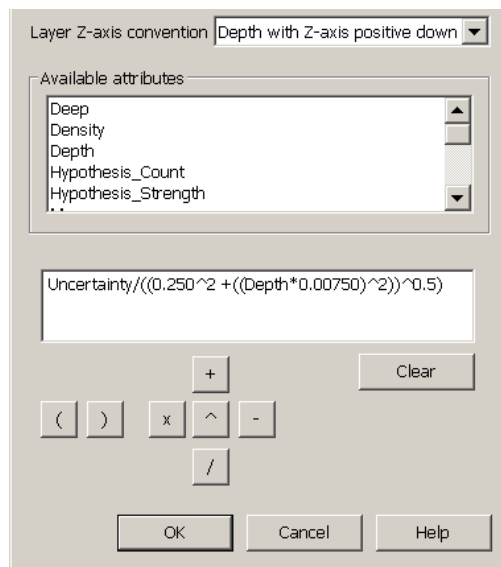 Layer Z-axis convention Depth with Z-axis positive down
Available attributes
Deep
Density
Depth
Hypothesis_Count
Hypothesis_Strength
Uncertainty/((0.250^2 +((Depth*0.00750)^2))^0.5)
+
Clear
( ) x ^ -
/
OK Cancel Help